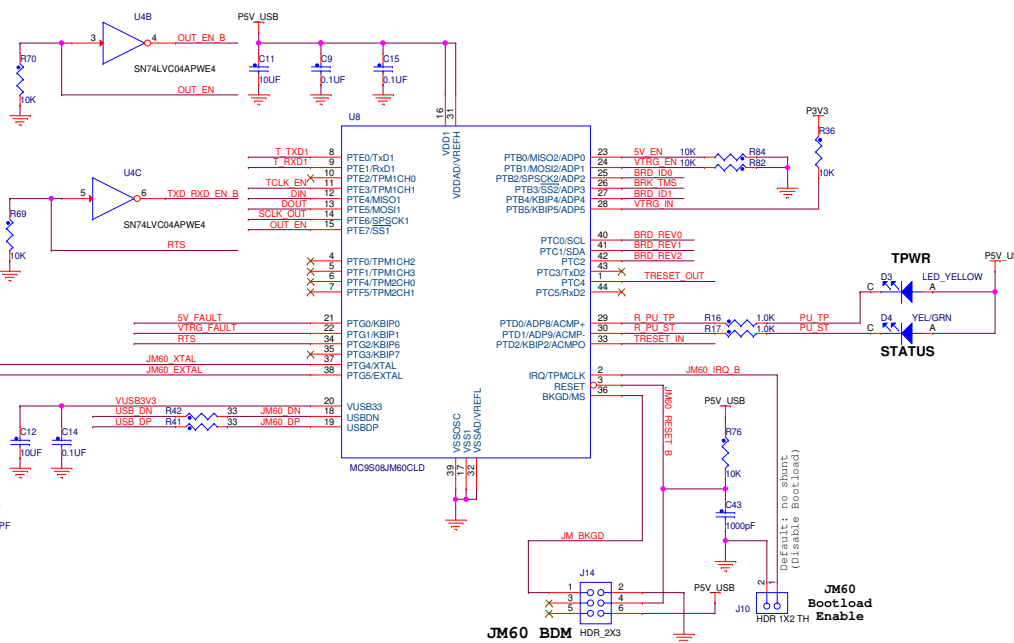 U4B
3
4
OUT_EN_B
SN74LVC04APWE4
R70
10K
OUT_EN
P5V_USB
C11
10UF
C9
0.1UF
C15
0.1UF
16
31
U8
VDD1
VDDAD/VREFH
P3V3
R36
10K
T_TXD1 8 PTE0/TxD1
T_RXD1 9 PTE1/RxD1
10 PTE2/TPM1CH0
TCLK_EN 11 PTE3/TPM1CH1
DIN 12 PTE4/MISO1
DOUT 13 PTE5/MOSI1
SCLK_OUT 14 PTE6/SPSCK1
OUT_EN 15 PTE7/SS1
U4C
5
6
TXD_RXD_EN_B
SN74LVC04APWE4
R69
10K
RTS
4 PTF0/TPM1CH2
5 PTF1/TPM1CH3
6 PTF4/TPM2CH0
7 PTF5/TPM2CH1
5V_FAULT 21 PTG0/KBIP0
VTRG_FAULT 22 PTG1/KBIP1
RTS 34 PTG2/KBIP6
35 PTG3/KBIP7
JM60_XTAL 37 PTG4/XTAL
JM60_EXTAL 38 PTG5/EXTAL
VUSB3V3 20 VUSB33
USB_DN R42 33 JM60_DN 18 USBDN
USB_DP R41 33 JM60_DP 19 USBDP
C12
10UF
C14
0.1UF
PF
PTB0/MISO2/ADP0 23 5V_EN 10K R84
PTB1/MOSI2/ADP1 24 VTRG_EN 10K R82
PTB2/SPSCK2/ADP2 25 BRD_ID0
PTB3/SS2/ADP3 26 BRK_TMS
PTB4/KBIP4/ADP4 27 BRD_ID1
PTB5/KBIP5/ADP5 28 VTRG_IN
PTC0/SCL 40 BRD_REV0
PTC1/SDA 41 BRD_REV1
PTC2 42 BRD_REV2
PTC3/TxD2 43
PTC4 1 TRESET_OUT
PTC5/RxD2 44
PTD0/ADP8/ACMP+ 29 R_PU_TP R16 1.0K PU_TP
PTD1/ADP9/ACMP- 30 R_PU_ST R17 1.0K PU_ST
PTD2/KBIP2/ACMPO 33 TRESET_IN
IRQ/TPMCLK 2 JM60_IRQ_B
RESET 3
BKGD/MS 36
TPWR
P5V_US
D3 LED_YELLOW
C
A
D4 YEL/GRN
C
A
STATUS
VSSOSC
VSS1
VSSAD/VREFL
39
17
32
MC9S08JM60CLD
JM60_RESET_B
P5V_USB
R76
10K
C43
1000pF
Default: no shunt
(Disable Bootload)
JM_BKGD
J14
1 2
3 4
5 6
P5V_USB
HDR_2X3
JM60 BDM
2
1
J10
HDR 1X2 TH
JM60
Bootload
Enable